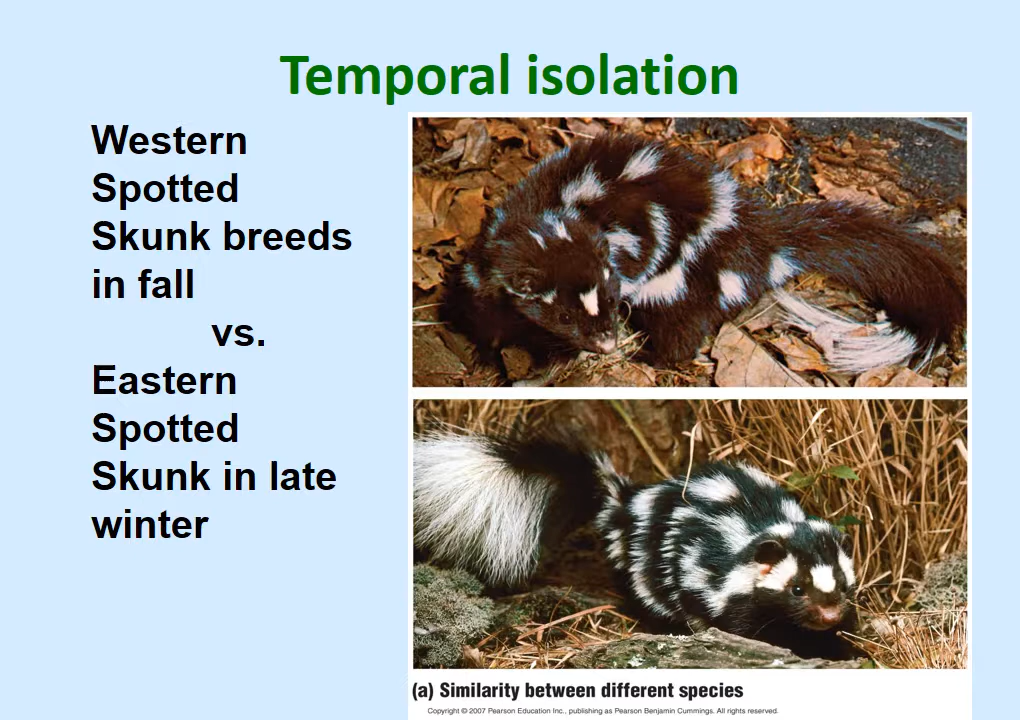 Temporal isolation
Western
Spotted
Skunk breeds
in fall
vs.
Eastern
Spotted
Skunk in late
winter
(a) Similarity between different species
Copyright © 2007 Pearson Education Inc., publishing as Pearson Benjamin Cummings. All rights reserved.